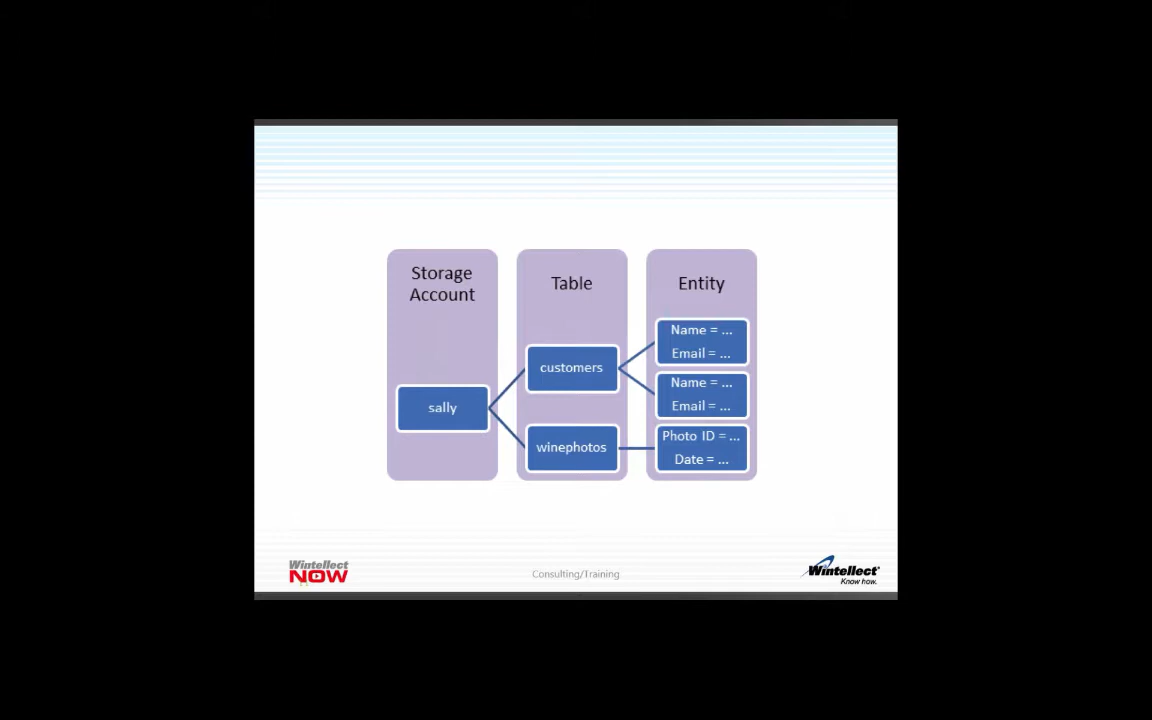 Storage
Account
Table
Entity
sally
customers
winephotos
Name = ...
Email = ...
Name = ...
Email = ...
Photo ID = ...
Date = ...
Wintellect
NOW
Consulting/Training
Wintellect
Know how.